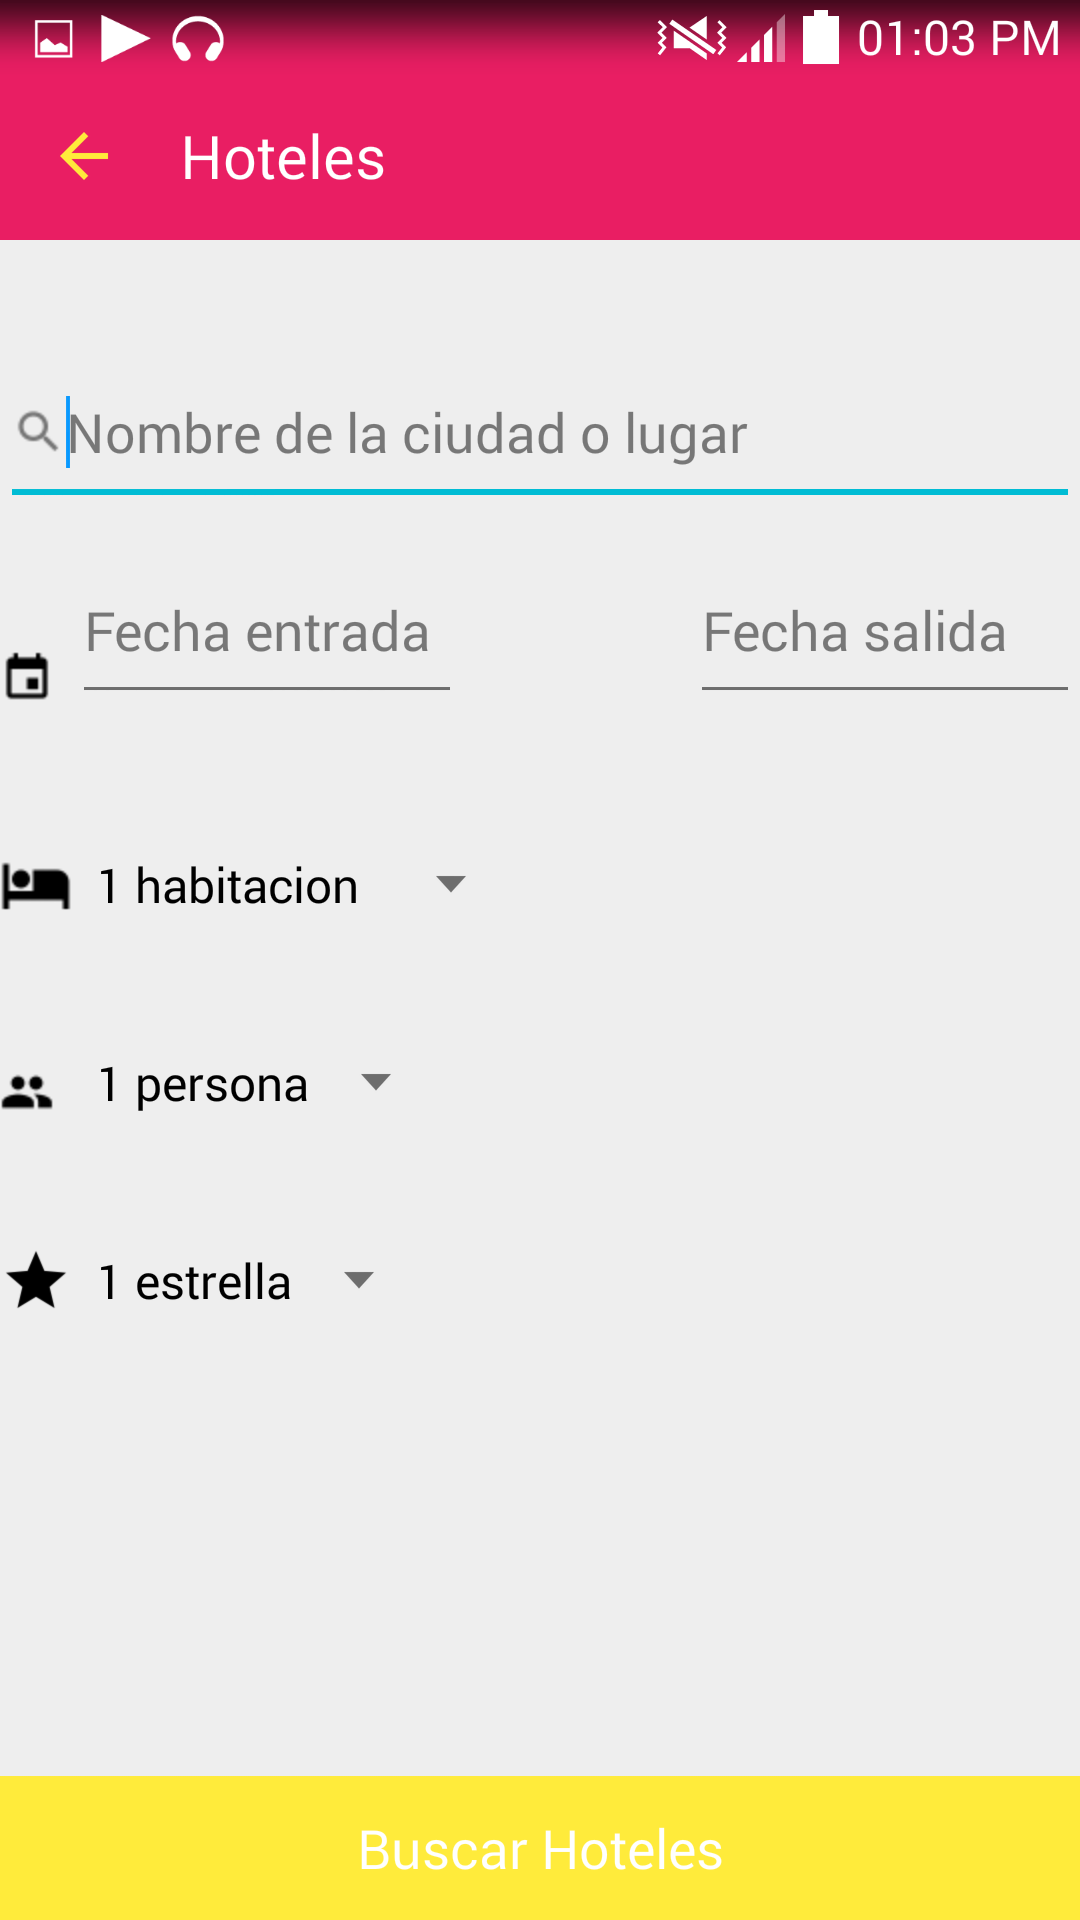 01:03 PM
Hoteles
Nombre de la ciudad o lugar
Fecha entrada Fecha salida
1 habitacion
1 persona
1 estrella
Buscar Hoteles